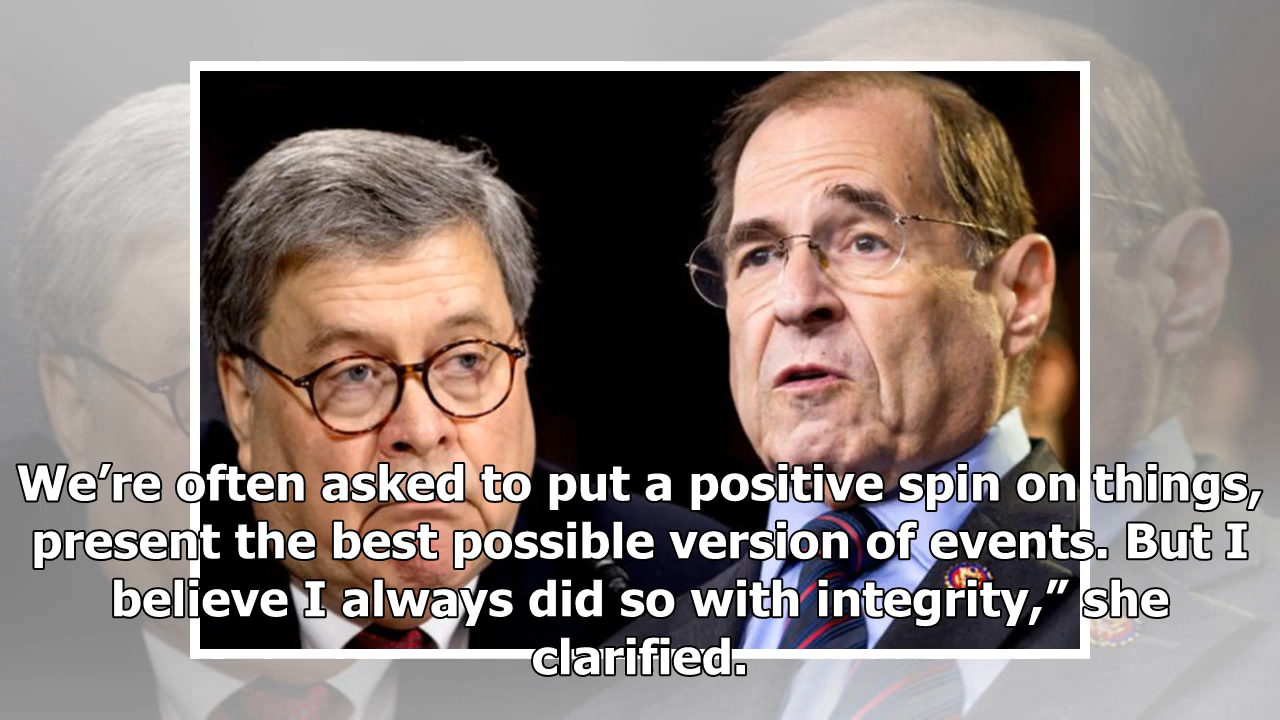 We’re often asked to put a positive spin on things,
present the best possible version of events. But I
believe I always did so with integrity,” she
clarified.